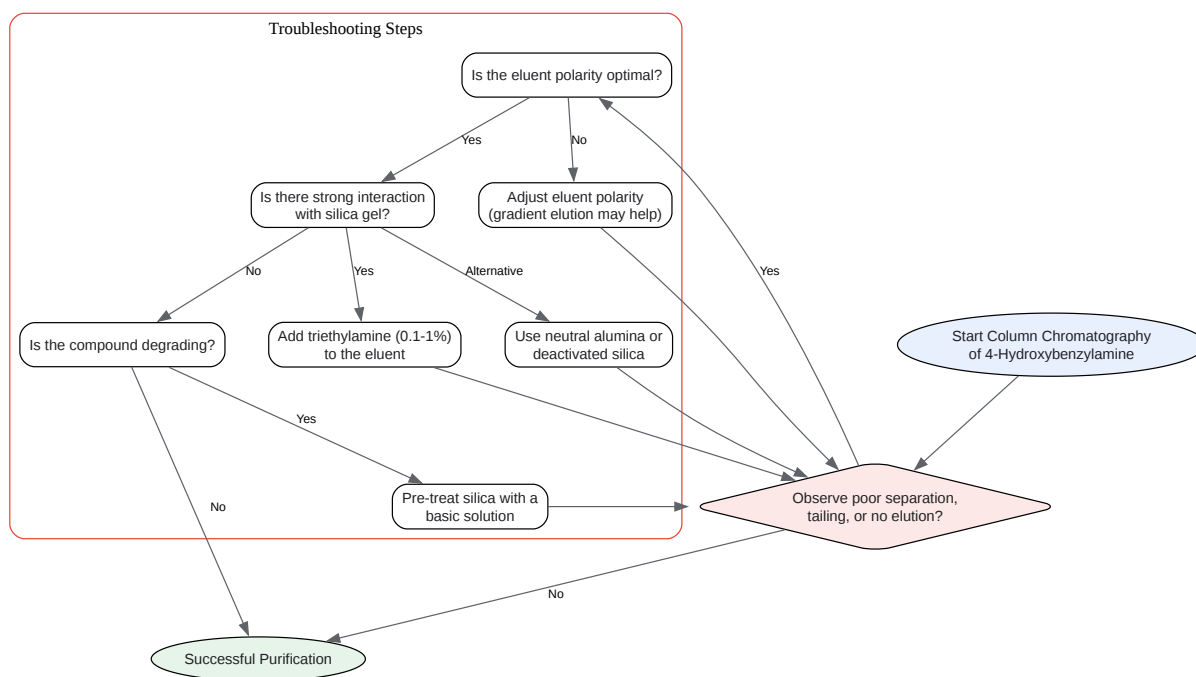 Troubleshooting Steps
Is the eluent polarity optimal?
Yes
No
Is there strong interaction
with silica gel?
Adjust eluent polarity
(gradient elution may help)
No
Yes
Alternative
Yes
Is the compound degrading?
Add triethylamine (0.1-1%)
to the eluent
Use neutral alumina or
deactivated silica
Start Column Chromatography
of 4-Hydroxybenzylamine
Yes
Pre-treat silica with a
basic solution
Observe poor separation,
tailing, or no elution?
No
No
Successful Purification